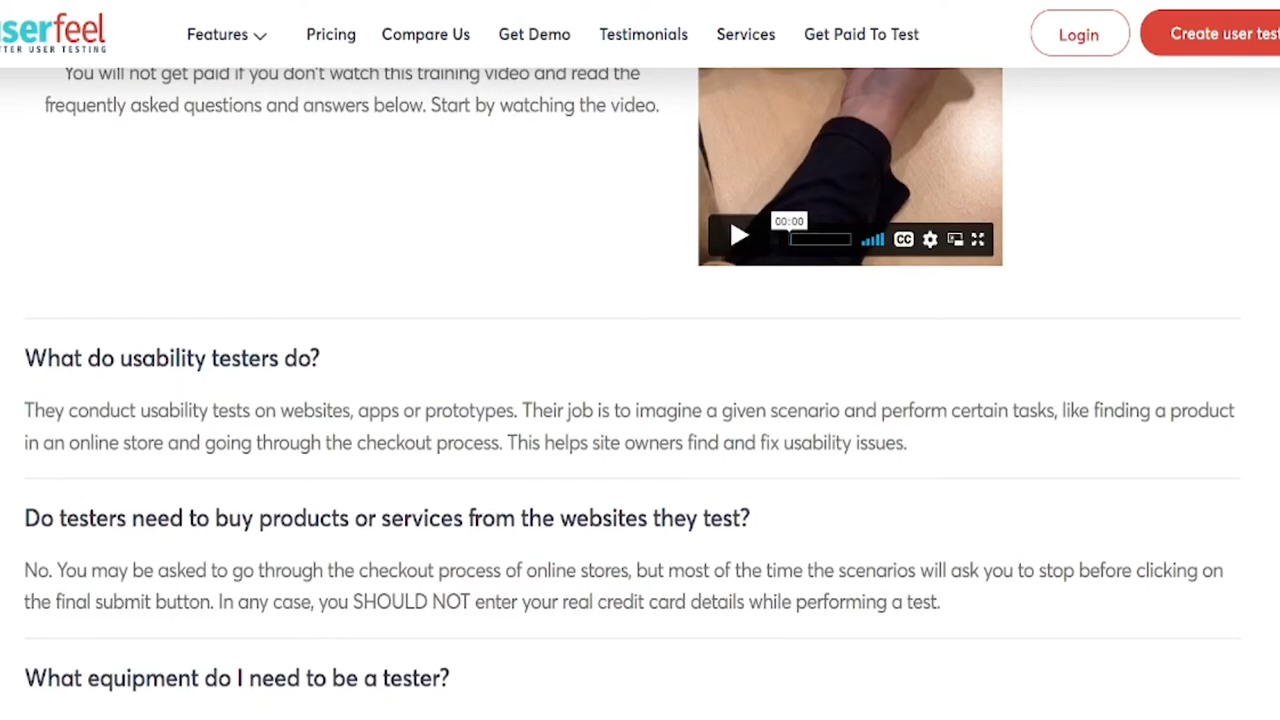 serfeel
TTER USER TESTING
Features
Pricing
Compare Us
Get Demo
Testimonials
Services
Get Paid To Test
Login
Create user test
You will not get paid if you don't watch this training video and read the
frequently asked questions and answers below. Start by watching the video.
00:00
CC
What do usability testers do?
They conduct usability tests on websites, apps or prototypes. Their job is to imagine a given scenario and perform certain tasks, like finding a product
in an online store and going through the checkout process. This helps site owners find and fix usability issues.
Do testers need to buy products or services from the websites they test?
No. You may be asked to go through the checkout process of online stores, but most of the time the scenarios will ask you to stop before clicking on
the final submit button. In any case, you SHOULD NOT enter your real credit card details while performing a test.
What equipment do I need to be a tester?